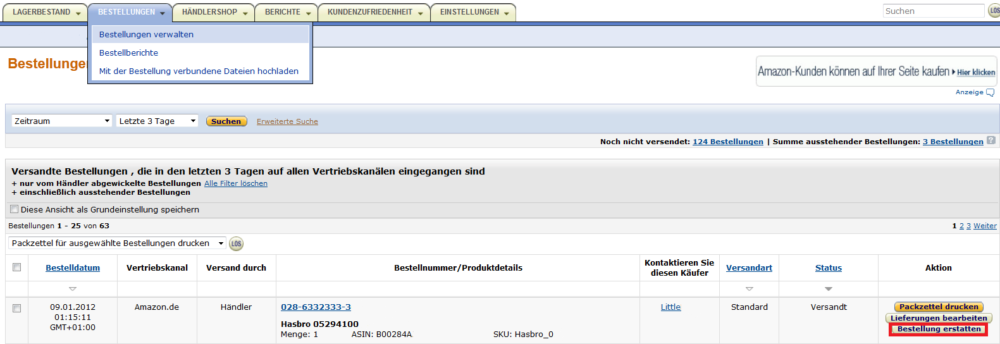 LAGERBESTAND BESTELLUNGEN HÄNDLERSHOP BERICHTE KUNDENZUFRIEDENHEIT EINSTELLUNGEN Suchen LOS
Bestellungen verwalten
Bestellberichte
Mit der Bestellung verbundene Dateien hochladen
Bestellunge
Amazon-Kunden können auf Ihrer Seite kaufen Hier klicken
Anzeige
Zeitraum Letzte 3 Tage Suchen Erweiterte Suche
Noch nicht versendet: 124 Bestellungen | Summe ausstehender Bestellungen: 3 Bestellungen ?
Versandte Bestellungen , die in den letzten 3 Tagen auf allen Vertriebskanälen eingegangen sind
+ nur vom Händler abgewickelte Bestellungen Alle Filter löschen
+ einschließlich ausstehender Bestellungen
Diese Ansicht als Grundeinstellung speichern
Bestellungen 1 - 25 von 63 1 2 3 Weiter
Packzettel für ausgewählte Bestellungen drucken LOS
Bestelldatum Vertriebskanal Versand durch Bestellnummer/Produktdetails Kontaktieren Sie diesen Käufer Versandart Status Aktion
09.01.2012 Amazon.de Händler 028-6332333-3 Little Standard Versandt Packzettel drucken
01:15:11 Lieferungen bearbeiten
GMT+01:00 Hasbro 05294100 Bestellung erstatten
Menge: 1 ASIN: B00284A SKU: Hasbro_0